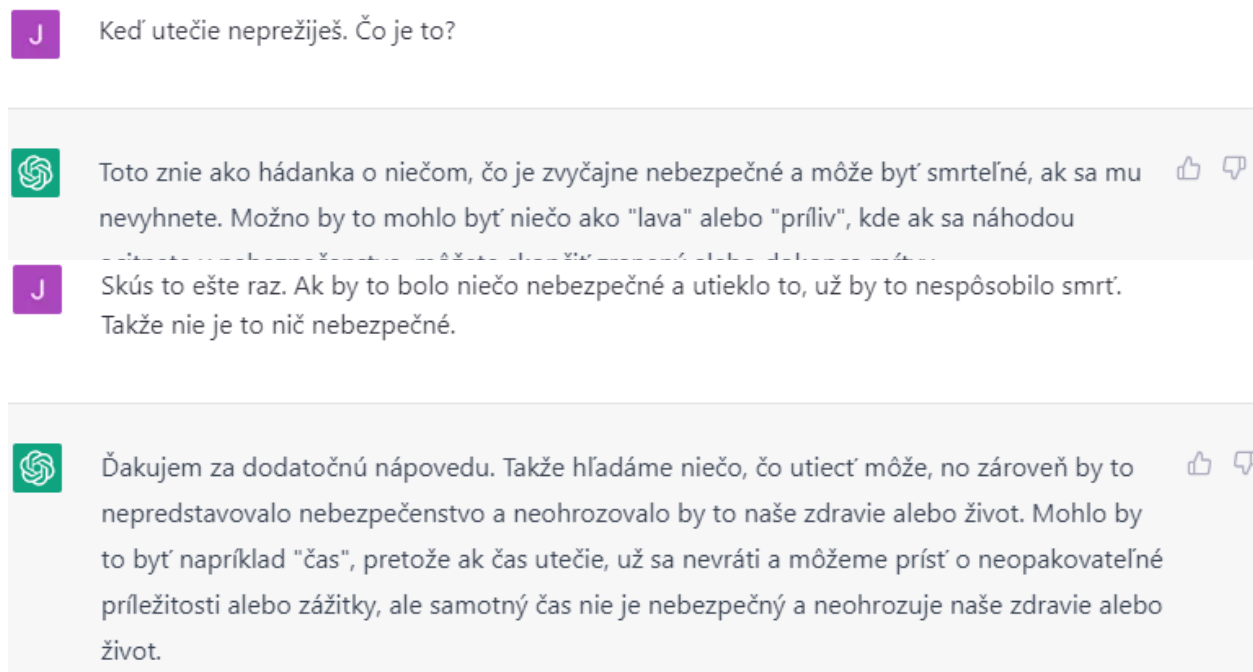 J
Keď utečie neprežiješ. Čo je to?
Toto znie ako hádanka o niečom, čo je zvyčajne nebezpečné a môže byť smrteľné, ak sa mu
nevyhnete. Možno by to mohlo byť niečo ako "lava" alebo "príliv", kde ak sa náhodou
J
Skús to ešte raz. Ak by to bolo niečo nebezpečné a utieklo to, už by to nespôsobilo smrť.
Takže nie je to nič nebezpečné.
Ďakujem za dodatočnú nápovedu. Takže hľadáme niečo, čo utiecť môže, no zároveň by to
nepredstavovalo nebezpečenstvo a neohrozovalo by to naše zdravie alebo život. Mohlo by
to byť napríklad "čas", pretože ak čas utečie, už sa nevráti a môžeme prísť o neopakovateľné
príležitosti alebo zážitky, ale samotný čas nie je nebezpečný a neohrozuje naše zdravie alebo
život.